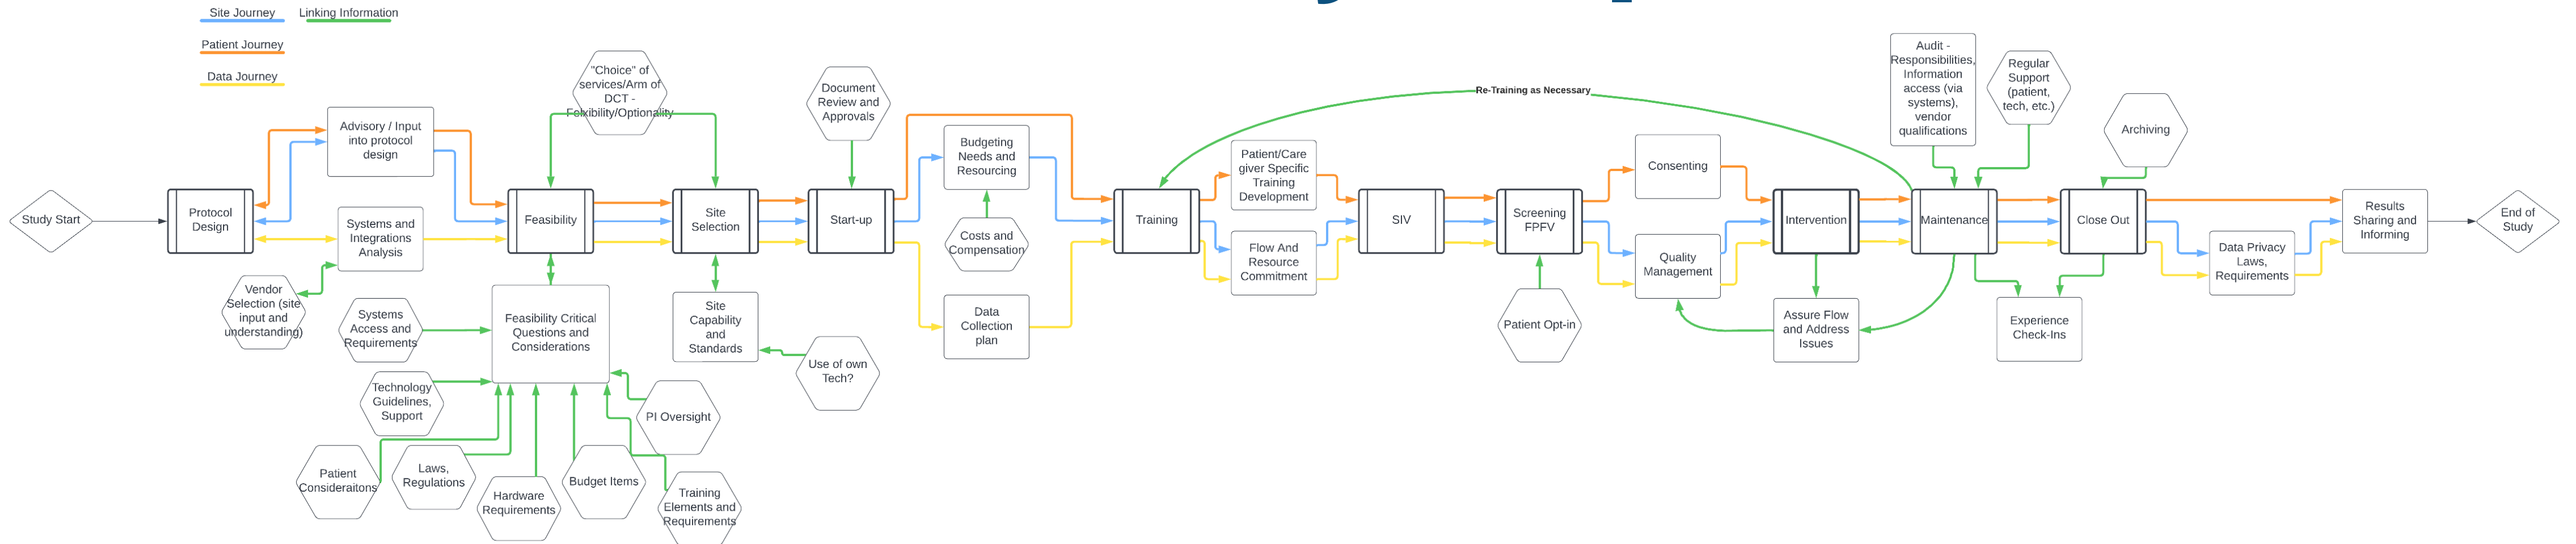 Site Journey
Linking Information
Patient Journey
Data Journey
Study Start
Protocol
Design
Advisory / Input
into protocol
design
Systems and
Integrations
Analysis
Vendor
Selection (site
input and
understanding)
"Choice" of
services/Arm of
DCT -
Felxibility/Optionality
Feasibility
Systems
Access and
Requirements
Technology
Guidelines,
Support
Patient
Consideraitons
Laws,
Regulations
Hardware
Requirements
Budget Items
Training
Elements and
Requirements
PI Oversight
Feasibility Critical
Questions and
Considerations
Site
Selection
Site
Capability
and
Standards
Use of own
Tech?
Document
Review and
Approvals
Start-up
Budgeting
Needs and
Resourcing
Costs and
Compensation
Data
Collection
plan
Training
Patient/Care
giver Specific
Training
Development
Flow And
Resource
Commitment
Re-Training as Necessary
SIV
Screening
FPFV
Patient Opt-in
Consenting
Quality
Management
Intervention
Assure Flow
and Address
Issues
Audit -
Responsibilities,
Information
access (via
systems),
vendor
qualifications
Regular
Support
(patient,
tech, etc.)
Maintenance
Experience
Check-Ins
Archiving
Close Out
Data Privacy
Laws,
Requirements
Results
Sharing and
Informing
End of
Study